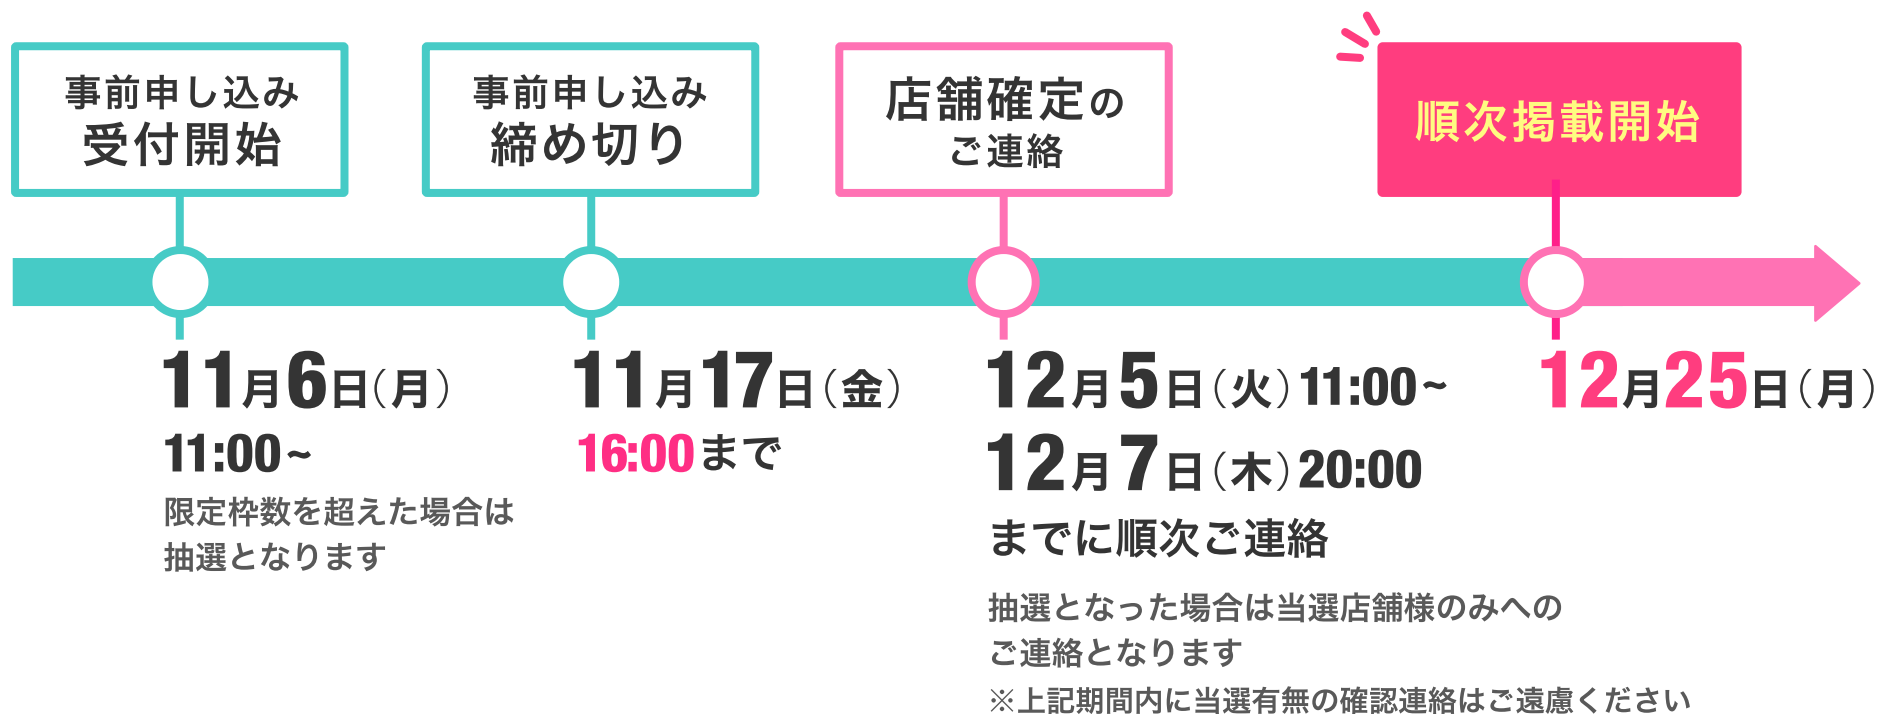 事前申し込み
受付開始
事前申し込み
締め切り
店舗確定の
ご連絡
順次掲載開始
11月6日（月）
11:00~
限定枠数を超えた場合は
抽選となります
11月17日（金）
16:00まで
12月5日（火）11:00~
12月7日（木）20:00
までに順次ご連絡
抽選となった場合は当選店舗様のみへの
ご連絡となります
※上記期間内に当選有無の確認連絡はご遠慮ください
12月25日（月）